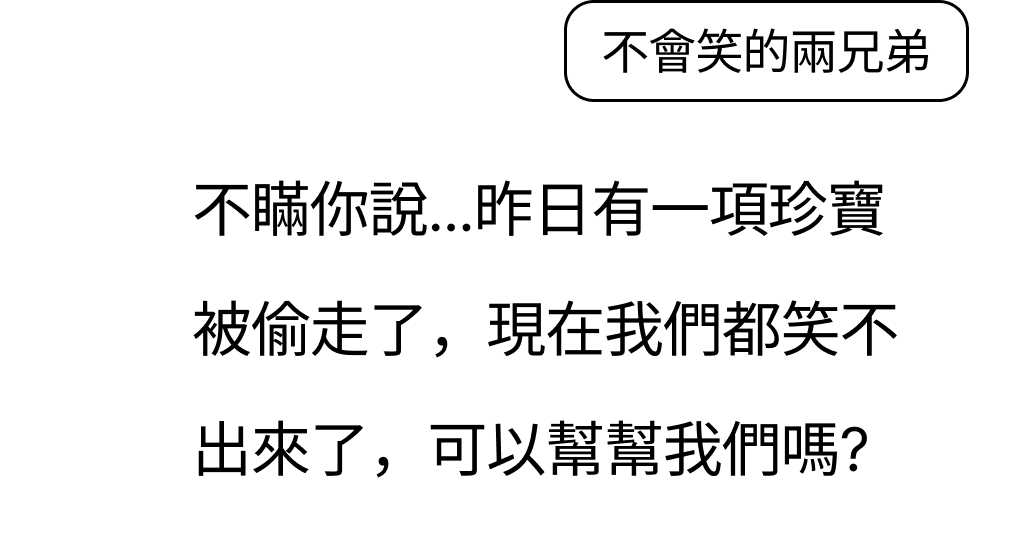 不會笑的兩兄弟
不瞞你說...昨日有一項珍寶
被偷走了，現在我們都笑不
出來了，可以幫幫我們嗎?